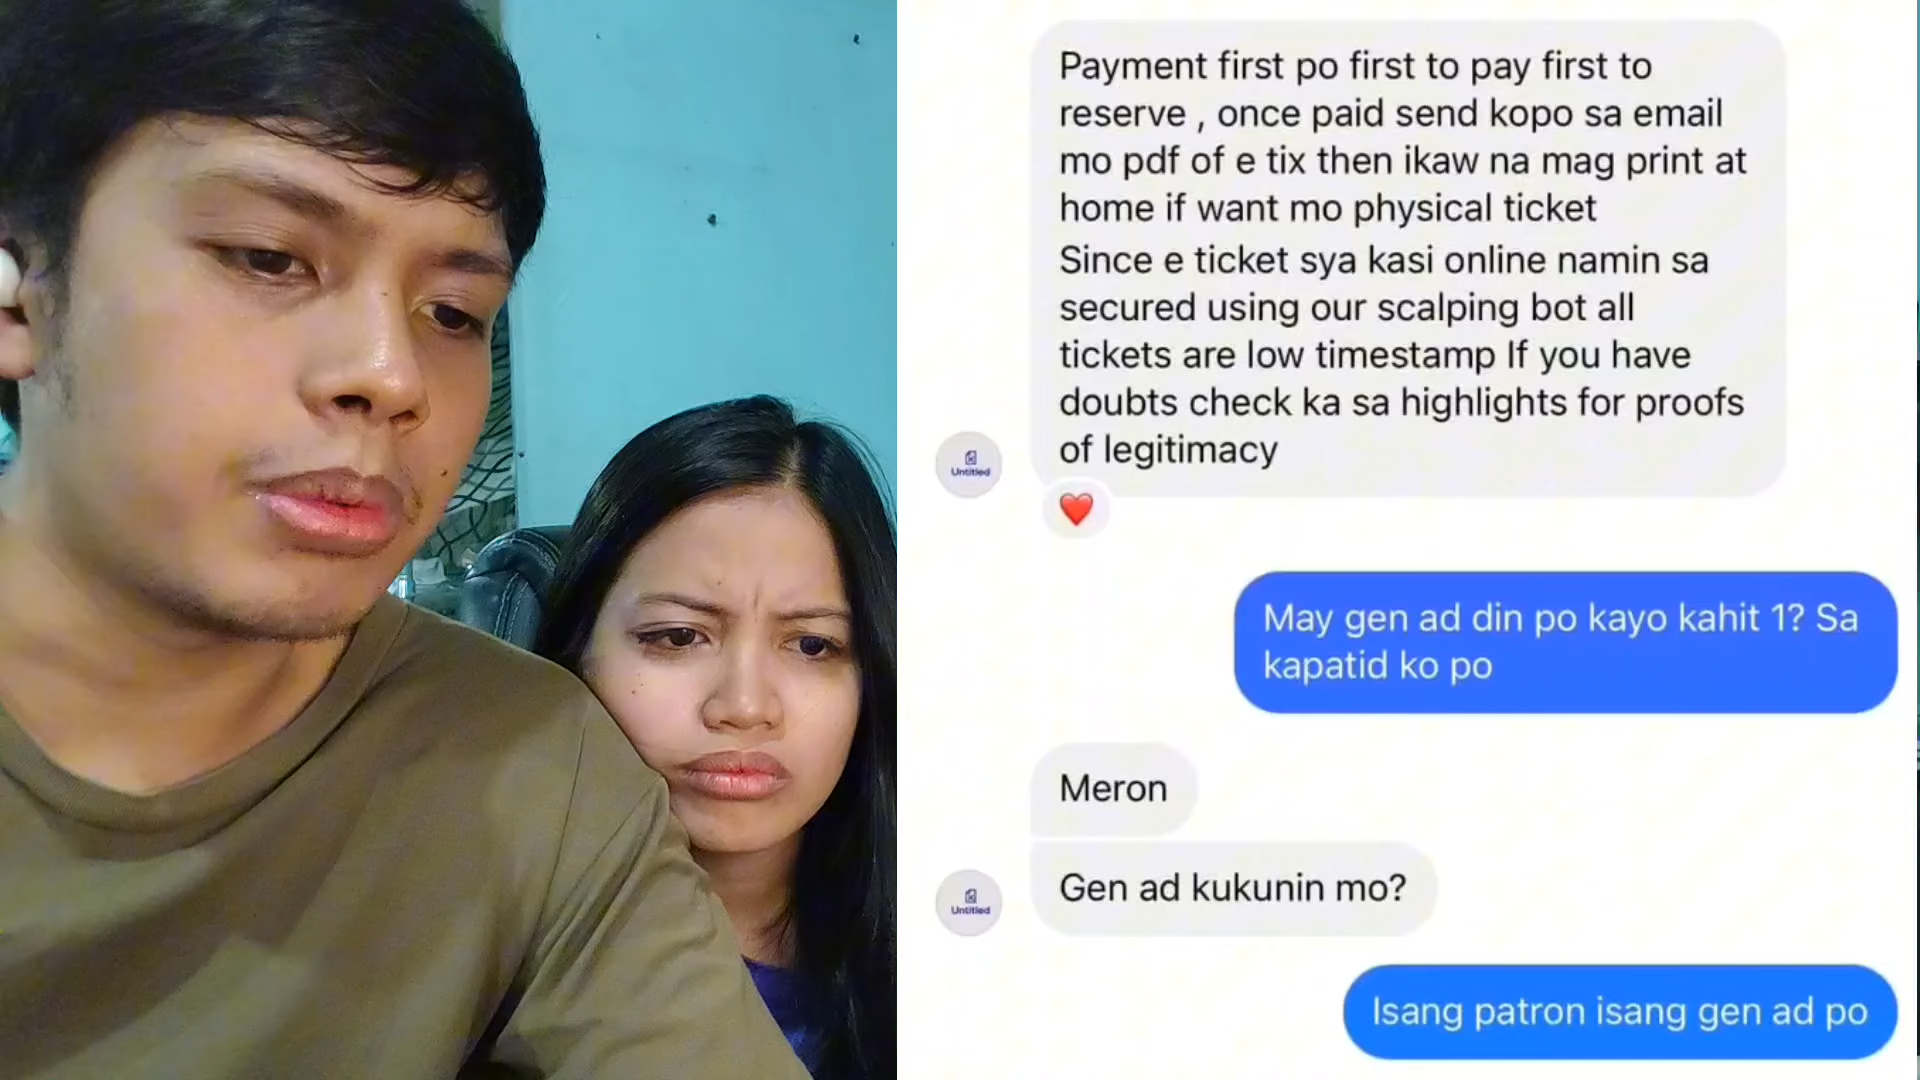 Payment first po first to pay first to
reserve , once paid send kopo sa email
mo pdf of e tix then ikaw na mag print at
home if want mo physical ticket
Since e ticket sya kasi online namin sa
secured using our scalping bot all
tickets are low timestamp If you have
doubts check ka sa highlights for proofs
of legitimacy
Untitled
May gen ad din po kayo kahit 1? Sa
kapatid ko po
Meron
Gen ad kukunin mo?
Untitled
Isang patron isang gen ad po